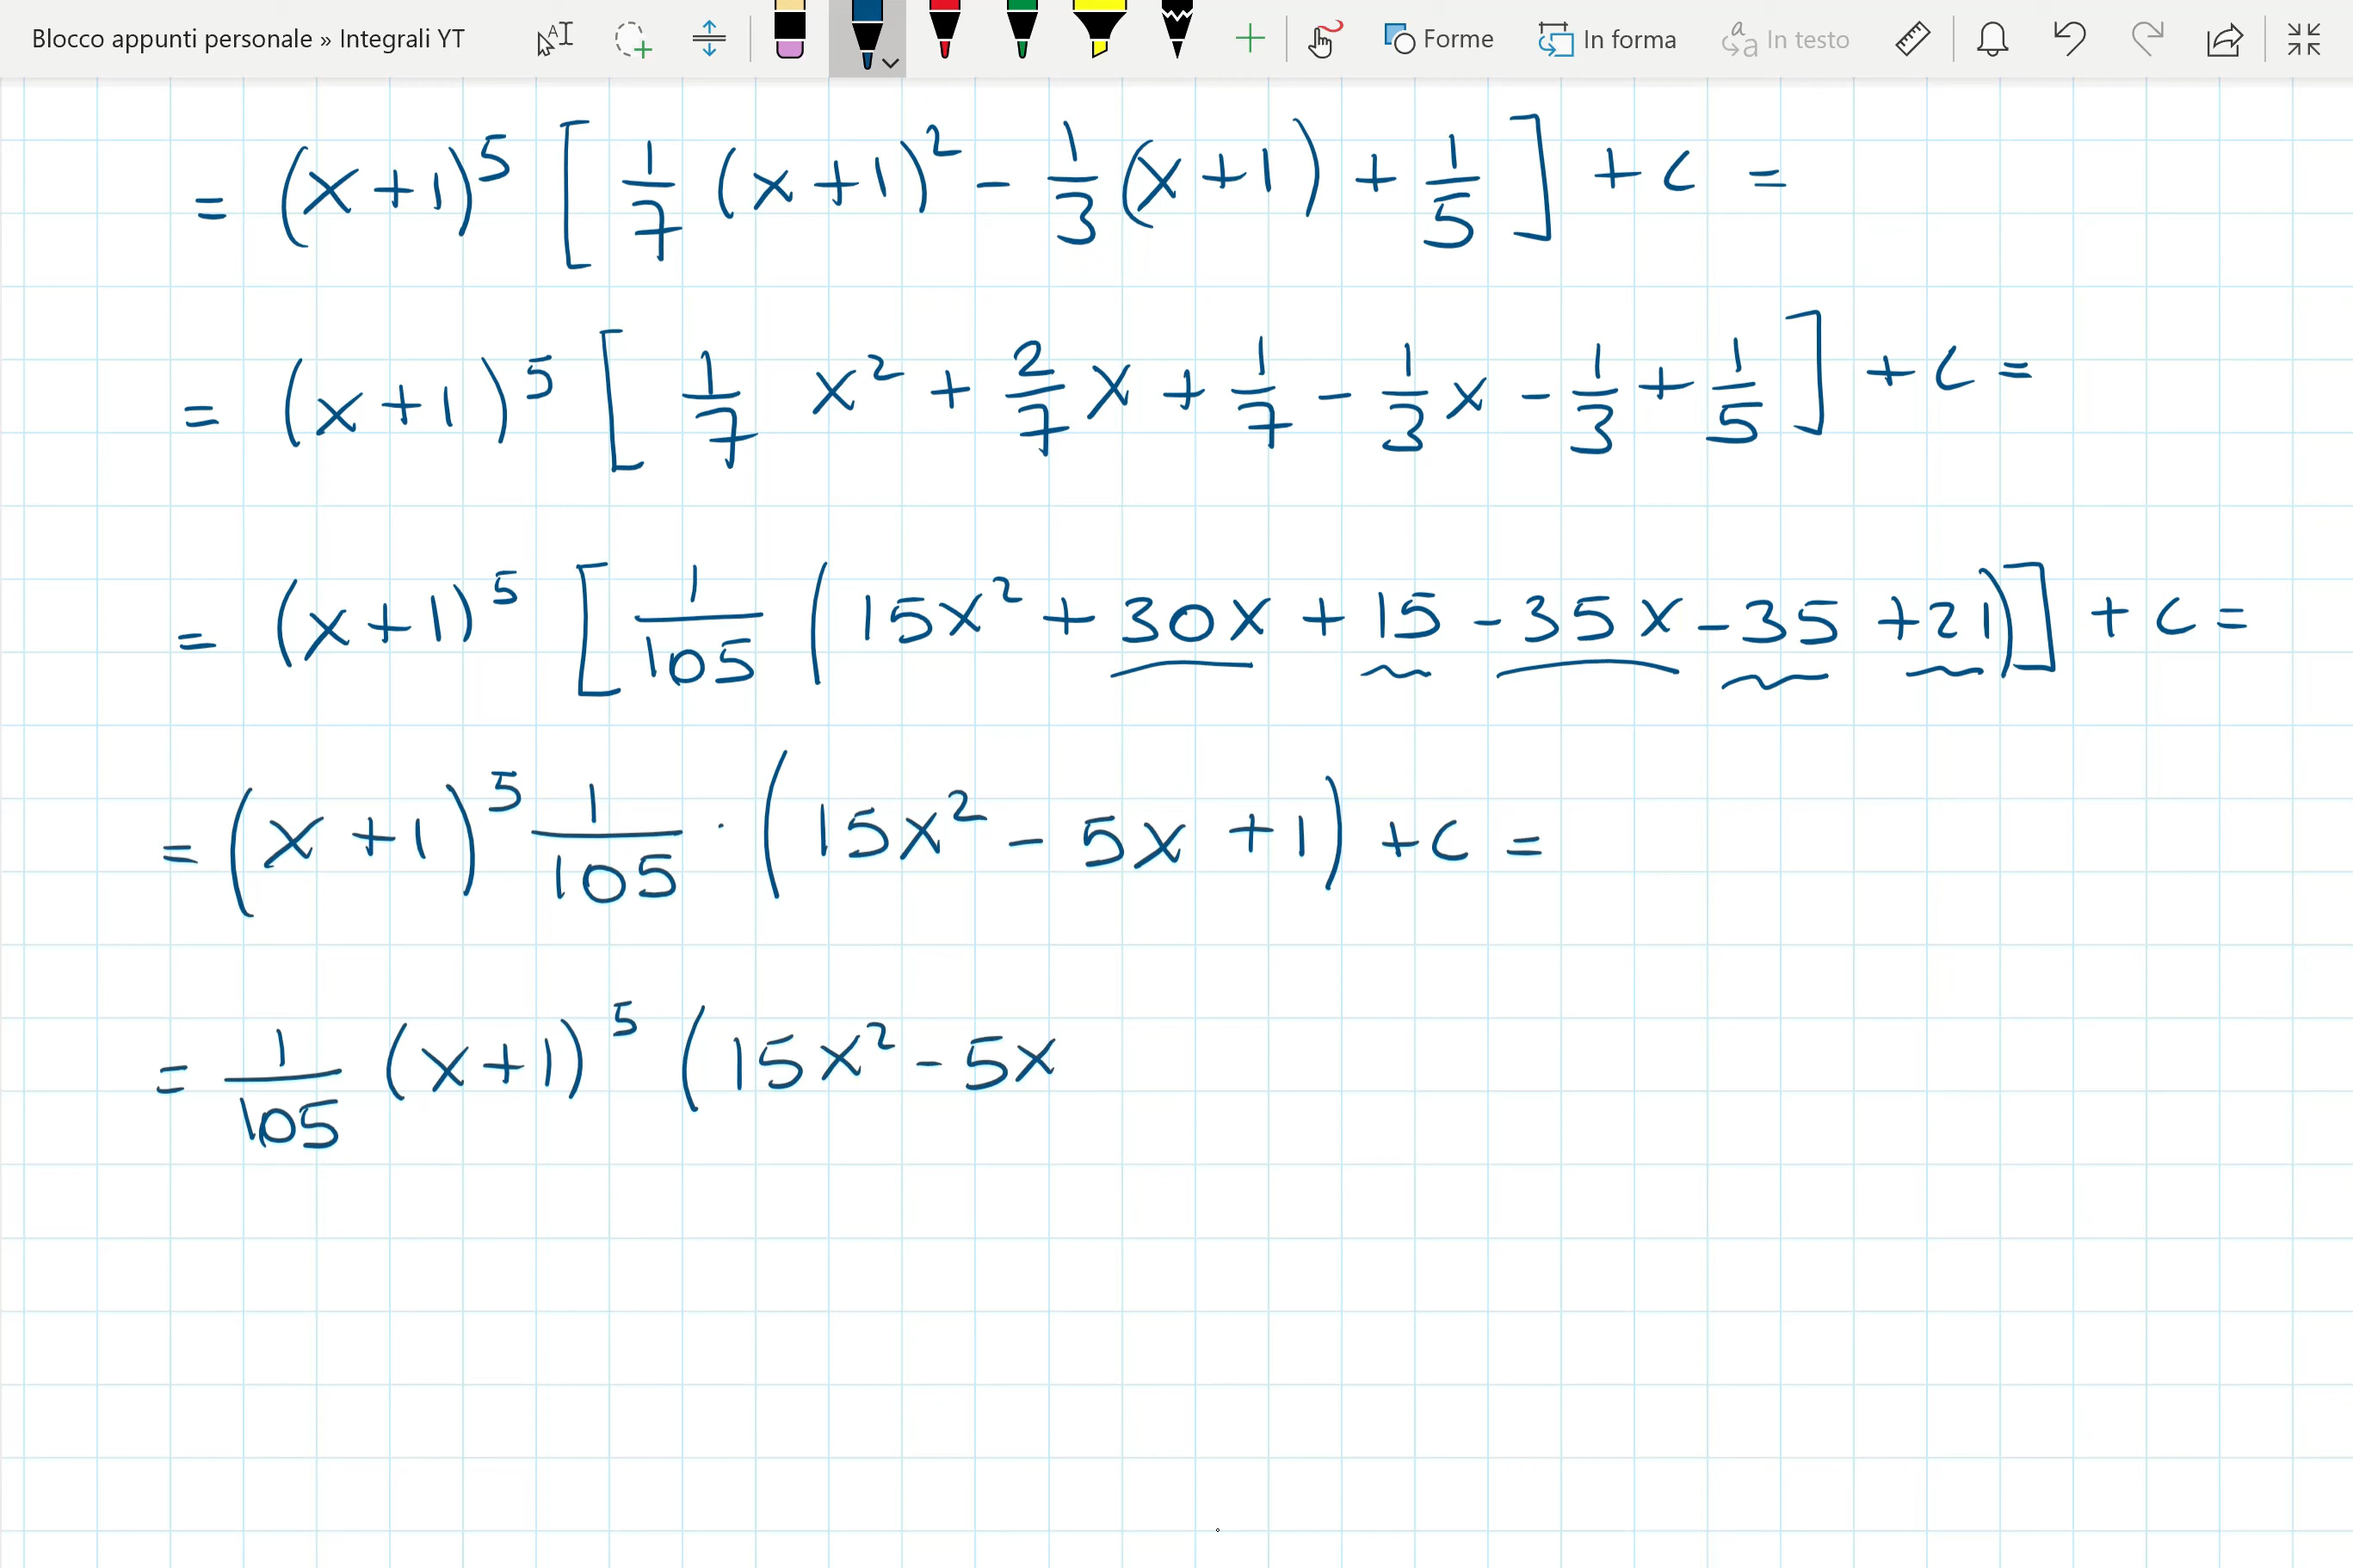 Blocco appunti personale » Integrali YT Forme In forma In testo
= (x+1)^5 [ 1/7 (x+1)^2 - 1/3 (x+1) + 1/5 ] + c =
= (x+1)^5 [ 1/7 x^2 + 2/7 x + 1/7 - 1/3 x - 1/3 + 1/5 ] + c =
= (x+1)^5 [ 1/105 ( 15x^2 + 30x + 15 - 35x - 35 + 21 ) ] + c =
= (x+1)^5 1/105 · ( 15x^2 - 5x + 1 ) + c =
= 1/105 (x+1)^5 ( 15x^2 - 5x